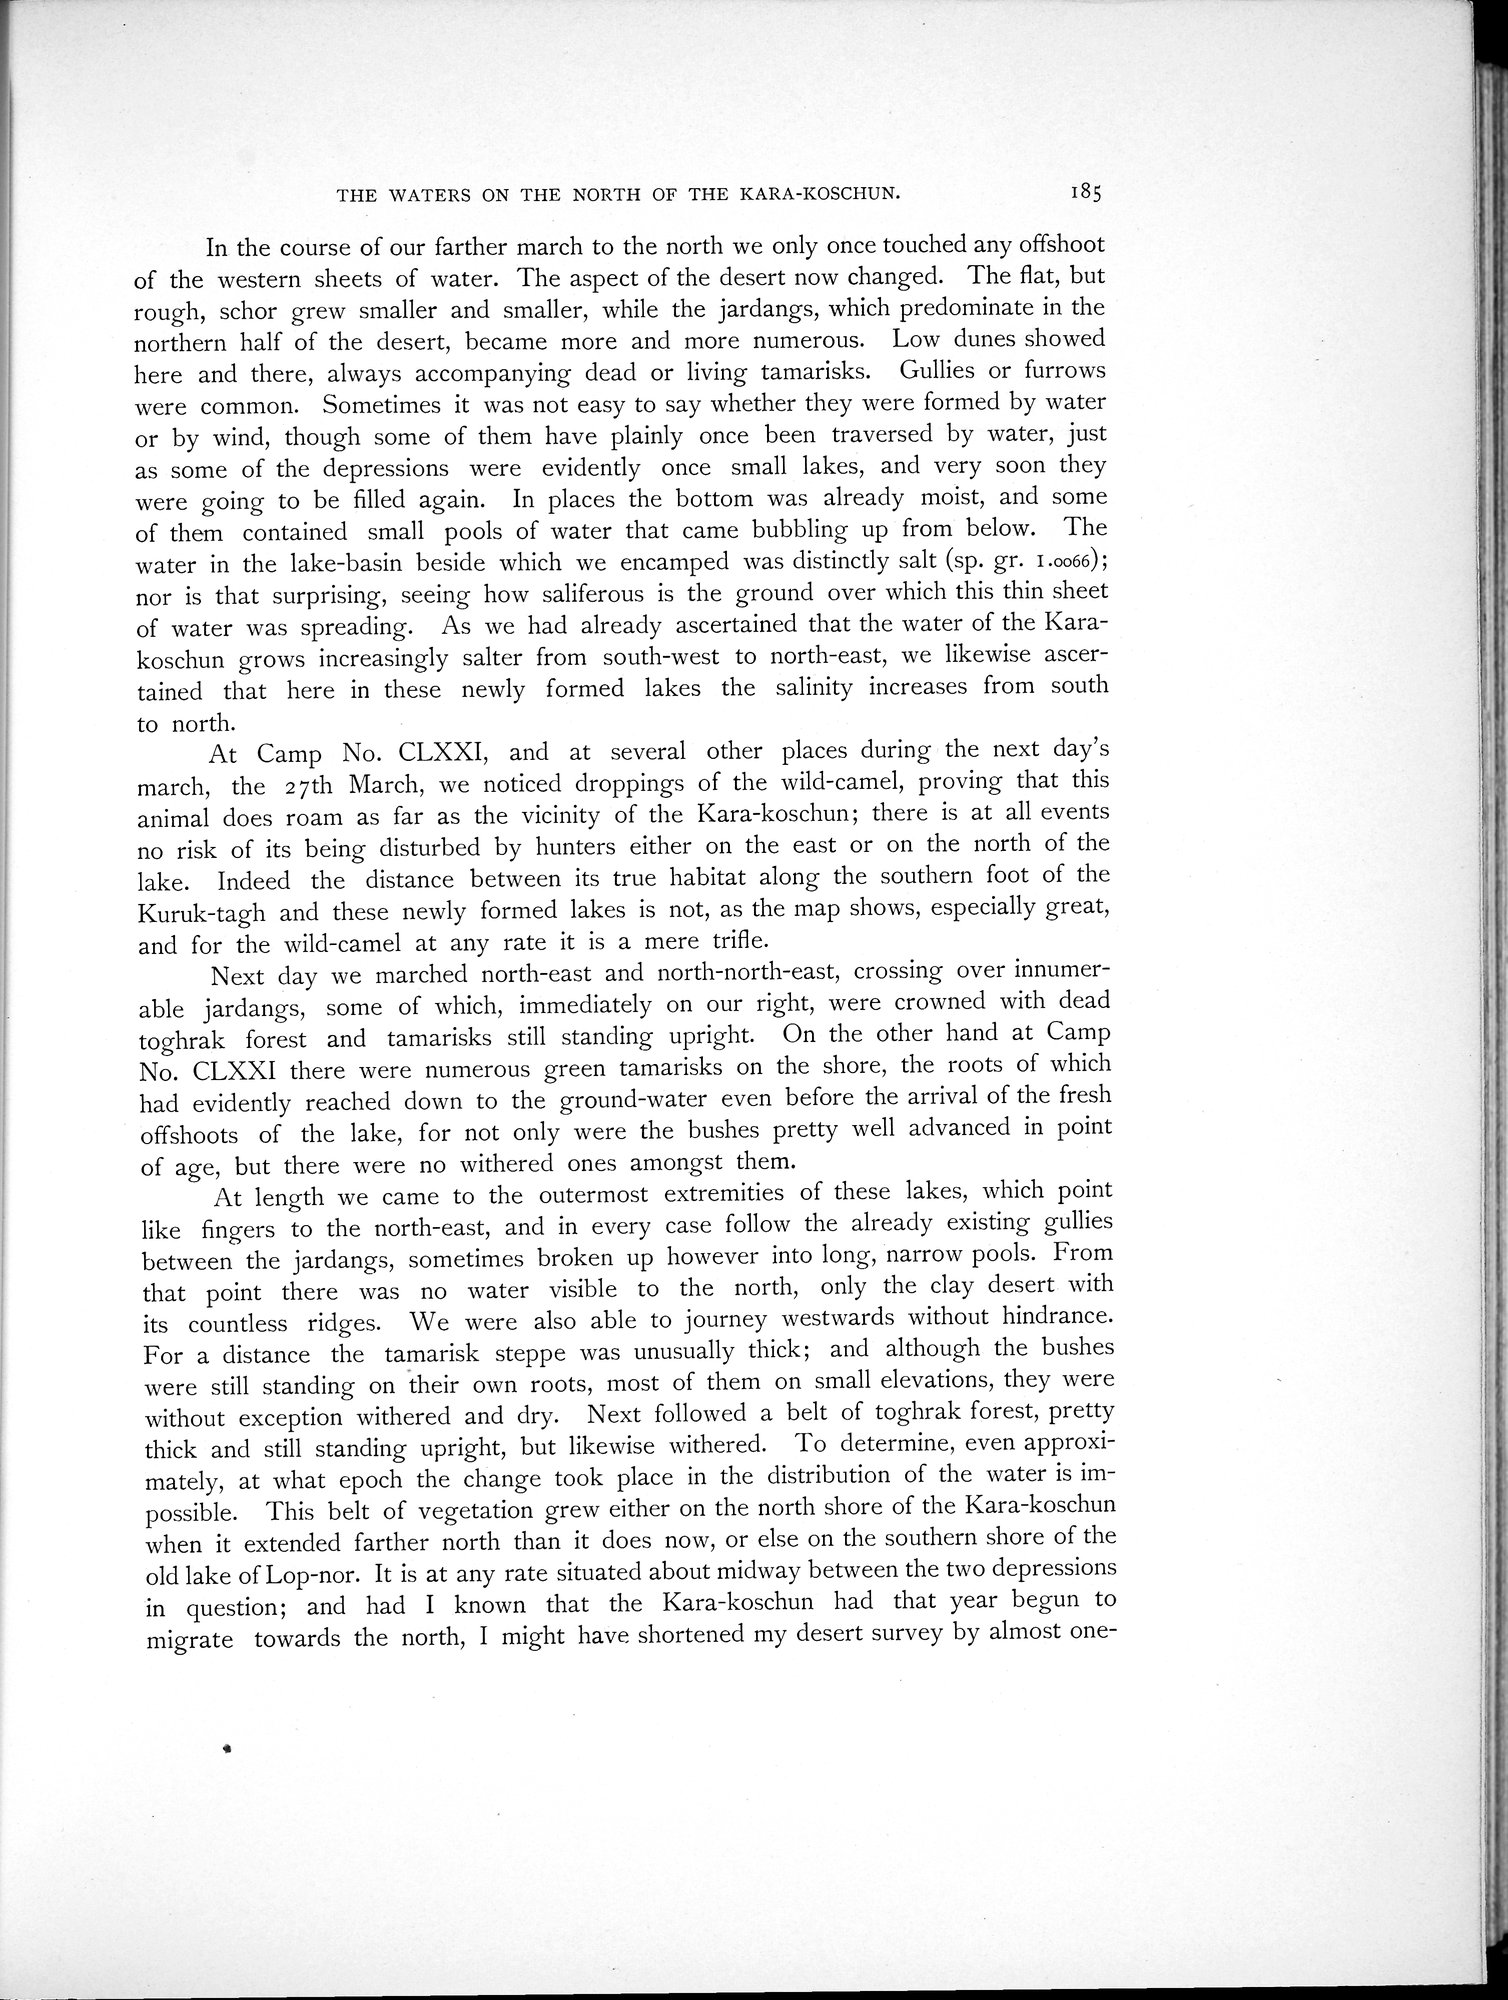 THE WATERS ON THE NORTH OF THE KARA-KOSCHUN. 185
In the course of our farther march to the north we only once touched any offshoot
of the western sheets of water. The aspect of the desert now changed. The flat, but
rough, schor grew smaller and smaller, while the jardangs, which predominate in the
northern half of the desert, became more and more numerous. Low dunes showed
here and there, always accompanying dead or living tamarisks. Gullies or furrows
were common. Sometimes it was not easy to say whether they were formed by water
or by wind, though some of them have plainly once been traversed by water, just
as some of the depressions were evidently once small lakes, and very soon they
were going to be filled again. In places the bottom was already moist, and some
of them contained small pools of water that came bubbling up from below. The
water in the lake-basin beside which we encamped was distinctly salt (sp. gr. 1.0066);
nor is that surprising, seeing how saliferous is the ground over which this thin sheet
of water was spreading. As we had already ascertained that the water of the Kara-
koschun grows increasingly salter from south-west to north-east, we likewise ascer-
tained that here in these newly formed lakes the salinity increases from south
to north.
At Camp No. CLXXI, and at several other places during the next day's
march, the 27th March, we noticed droppings of the wild-camel, proving that this
animal does roam as far as the vicinity of the Kara-koschun; there is at all events
no risk of its being disturbed by hunters either on the east or on the north of the
lake. Indeed the distance between its true habitat along the southern foot of the
Kuruk-tagh and these newly formed lakes is not, as the map shows, especially great,
and for the wild-camel at any rate it is a mere trifle.
Next day we marched north-east and north-north-east, crossing over innumer-
able jardangs, some of which, immediately on our right, were crowned with dead
toghrak forest and tamarisks still standing upright. On the other hand at Camp
No. CLXXI there were numerous green tamarisks on the shore, the roots of which
had evidently reached down to the ground-water even before the arrival of the fresh
offshoots of the lake, for not only were the bushes pretty well advanced in point
of age, but there were no withered ones amongst them.
At length we came to the outermost extremities of these lakes, which point
like fingers to the north-east, and in every case follow the already existing gullies
between the jardangs, sometimes broken up however into long, narrow pools. From
that point there was no water visible to the north, only the clay desert with
its countless ridges. We were also able to journey westwards without hindrance.
For a distance the tamarisk steppe was unusually thick; and although the bushes
were still standing on their own roots, most of them on small elevations, they were
without exception withered and dry. Next followed a belt of toghrak forest, pretty
thick and still standing upright, but likewise withered. To determine, even approxi-
mately, at what epoch the change took place in the distribution of the water is im-
possible. This belt of vegetation grew either on the north shore of the Kara-koschun
when it extended farther north than it does now, or else on the southern shore of the
old lake of Lop-nor. It is at any rate situated about midway between the two depressions
in question; and had I known that the Kara-koschun had that year begun to
migrate towards the north, I might have shortened my desert survey by almost one-